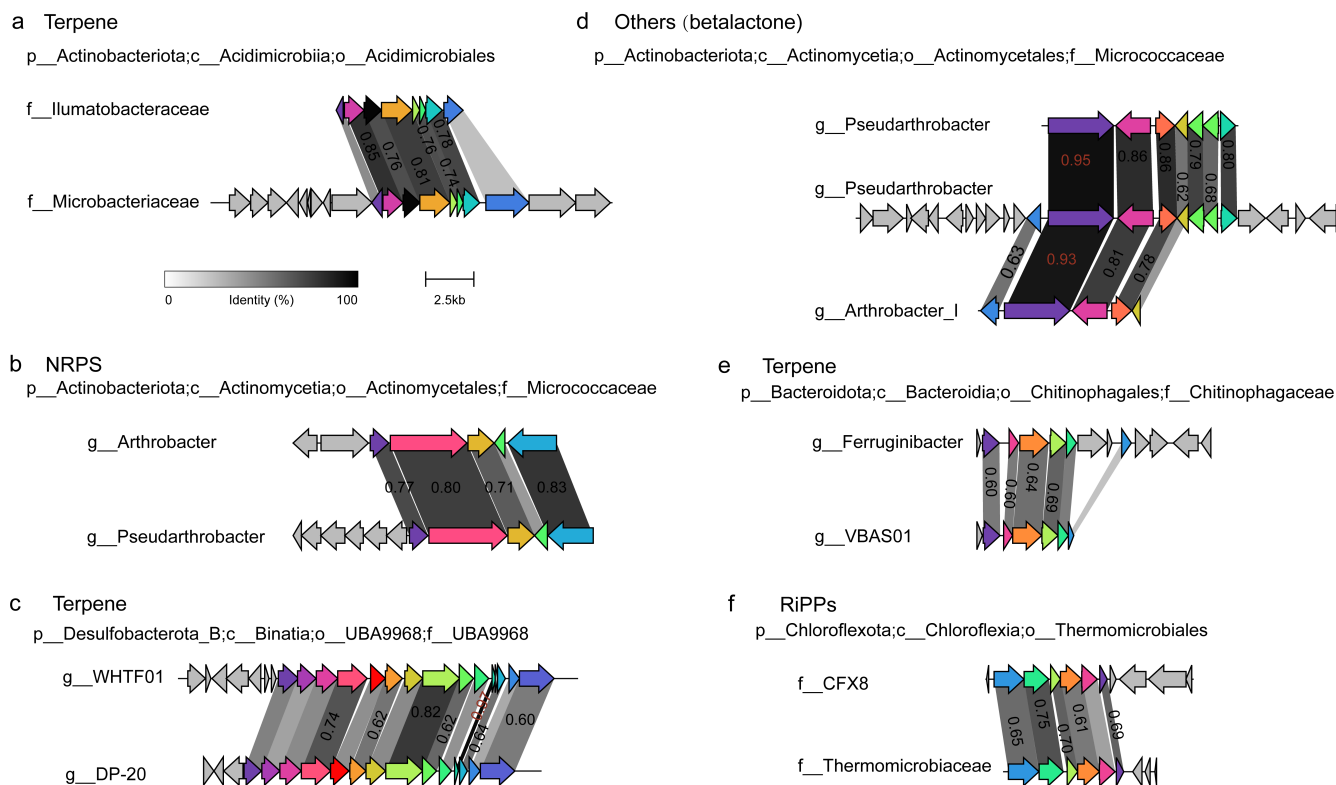 a Terpene
p__Actinobacteriota;c__Acidimicrobiia;o__Acidimicrobiales
f__Ilumatobacteraceae
0.85
0.76
0.81
0.76
0.74
0.78
f__Microbacteriaceae
0
Identity (%)
100
2.5kb
b NRPS
p__Actinobacteriota;c__Actinomycetia;o__Actinomycetales;f__Micrococcaceae
g__Arthrobacter
0.77
0.80
0.71
0.83
g__Pseudarthrobacter
c Terpene
p__Desulfobacterota_B;c__Binatia;o__UBA9968;f__UBA9968
g__WHTF01
0.74
0.62
0.82
0.62
0.97
0.64
0.60
g__DP-20
d Others (betalactone)
p__Actinobacteriota;c__Actinomycetia;o__Actinomycetales;f__Micrococcaceae
g__Pseudarthrobacter
0.95
0.86
0.86
0.62
0.79
0.68
0.80
g__Pseudarthrobacter
0.63
0.93
0.81
0.78
g__Arthrobacter_I
e Terpene
p__Bacteroidota;c__Bacteroidia;o__Chitinophagales;f__Chitinophagaceae
g__Ferruginibacter
0.60
0.60
0.64
0.69
g__VBAS01
f RiPPs
p__Chloroflexota;c__Chloroflexia;o__Thermomicrobiales
f__CFX8
0.65
0.75
0.70
0.61
0.69
f__Thermomicrobiaceae